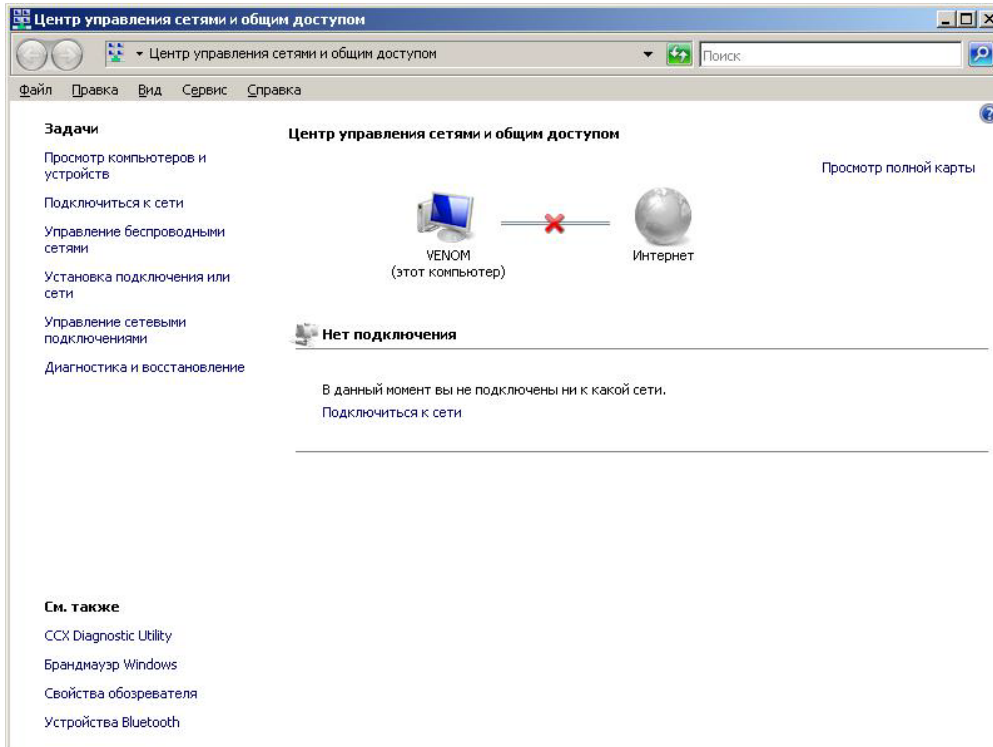 Центр управления сетями и общим доступом
Центр управления сетями и общим доступом
Поиск
Файл Правка Вид Сервис Справка
Задачи
Просмотр компьютеров и
устройств
Подключиться к сети
Управление беспроводными
сетями
Установка подключения или
сети
Управление сетевыми
подключениями
Диагностика и восстановление
Центр управления сетями и общим доступом
Просмотр полной карты
VENOM
(этот компьютер)
Интернет
Нет подключения
В данный момент вы не подключены ни к какой сети.
Подключиться к сети
См. также
CCX Diagnostic Utility
Брандмауэр Windows
Свойства обозревателя
Устройства Bluetooth